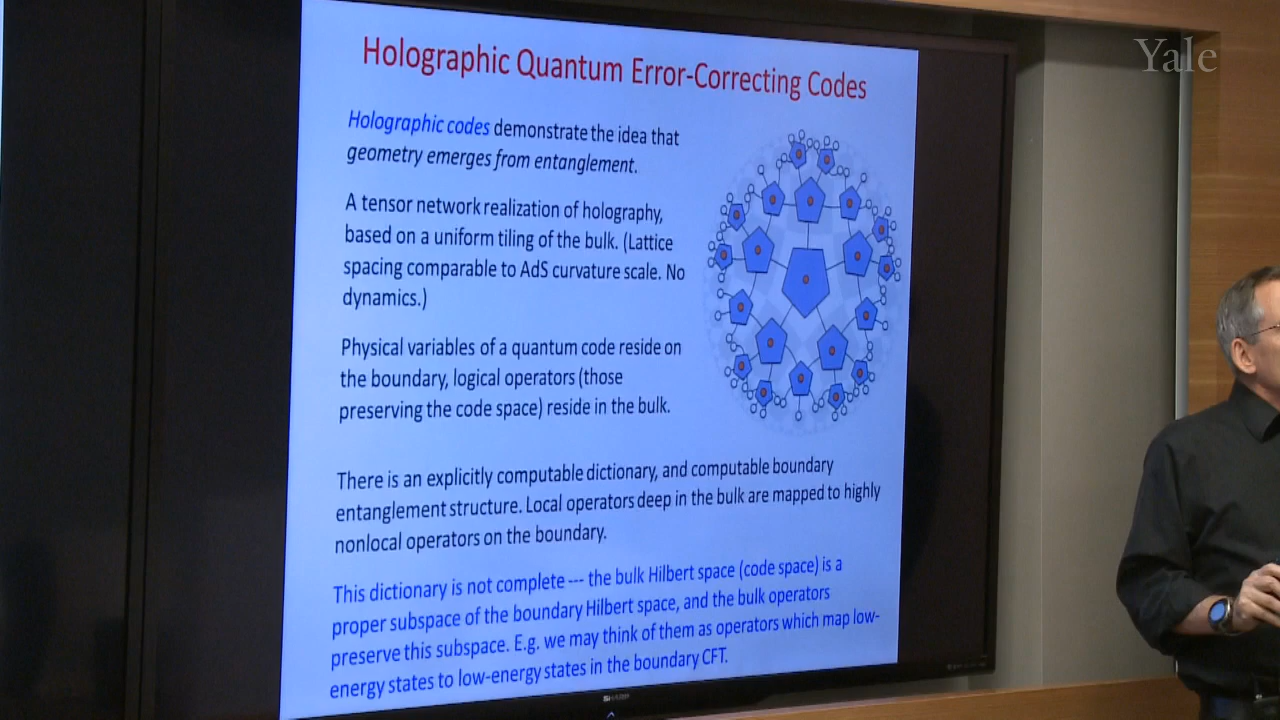 Holographic Quantum Error-Correcting Codes
Yale
Holographic codes demonstrate the idea that
geometry emerges from entanglement.
A tensor network realization of holography,
based on a uniform tiling of the bulk. (Lattice
spacing comparable to AdS curvature scale. No
dynamics.)
Physical variables of a quantum code reside on
the boundary, logical operators (those
preserving the code space) reside in the bulk.
There is an explicitly computable dictionary, and computable boundary
entanglement structure. Local operators deep in the bulk are mapped to highly
nonlocal operators on the boundary.
This dictionary is not complete --- the bulk Hilbert space (code space) is a
proper subspace of the boundary Hilbert space, and the bulk operators
preserve this subspace. E.g. we may think of them as operators which map low-
energy states to low-energy states in the boundary CFT.
SHARP